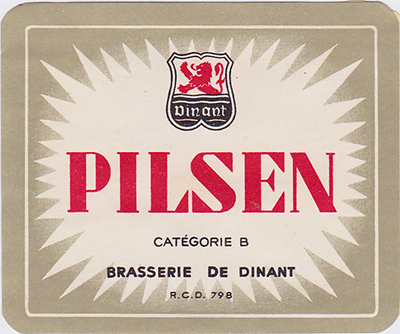 Dinant
PILSEN
CATÉGORIE B
BRASSERIE DE DINANT
R.C.D. 798